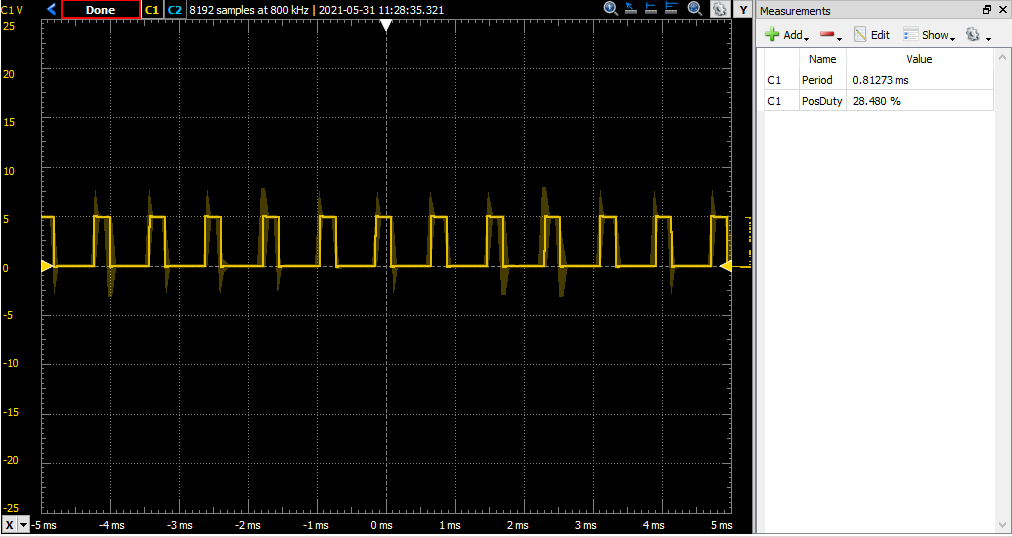 C1 V
Done C1 C2 8192 samples at 800 kHz | 2021-05-31 11:28:35.321 Y
25
20
15
10
5
0
-5
-10
-15
-20
-25
X -5 ms -4 ms -3 ms -2 ms -1 ms 0 ms 1 ms 2 ms 3 ms 4 ms 5 ms
Measurements
Add Edit Show
Name Value
C1 Period 0.81273 ms
C1 PosDuty 28.480 %